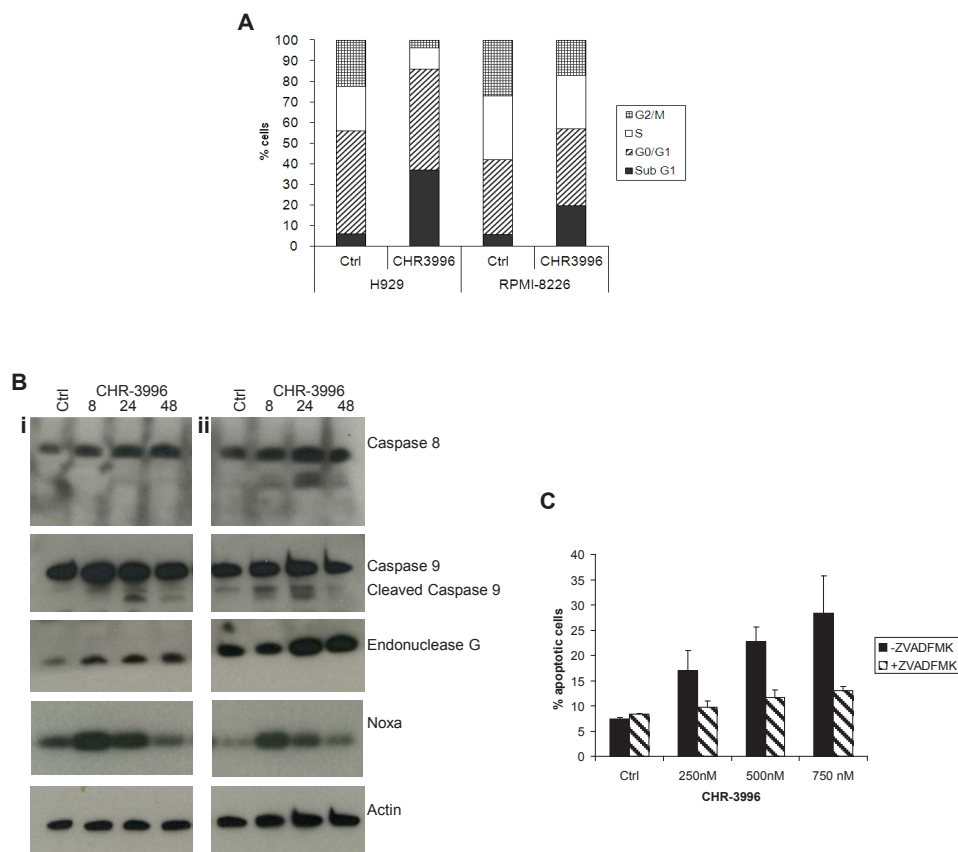 A
100
90
80
70
60
50
40
30
20
10
0
% cells
Ctrl CHR3996 Ctrl CHR3996
H929 RPMI-8226
G2/M
S
G0/G1
Sub G1
B
Ctrl CHR-3996 Ctrl CHR-3996
8 24 48 8 24 48
i ii
Caspase 8
Caspase 9
Cleaved Caspase 9
Endonuclease G
Noxa
Actin
C
40
35
30
25
20
15
10
5
0
% apoptotic cells
Ctrl 250nM 500nM 750 nM
CHR-3996
-ZVADFMK
+ZVADFMK